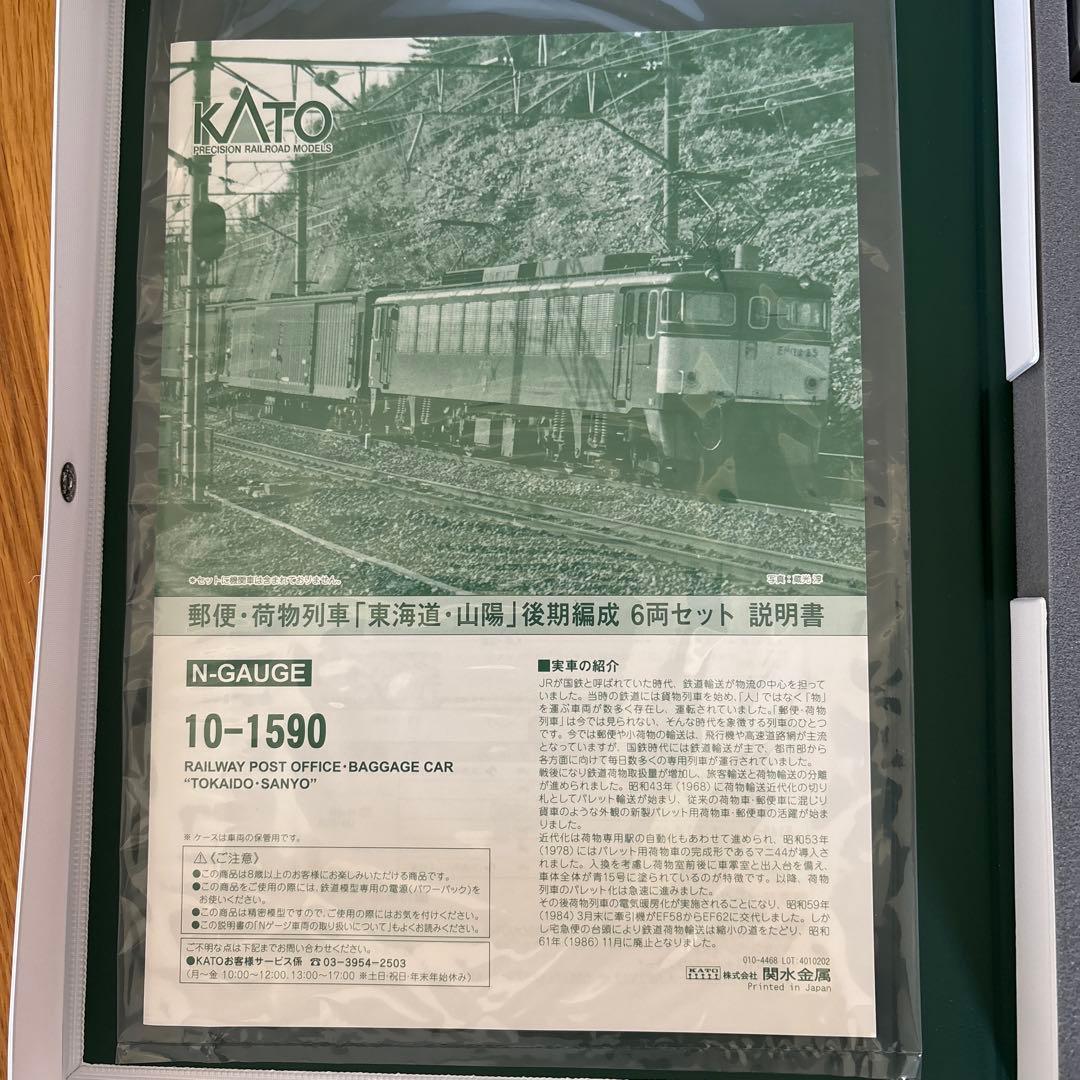 KATO
PRECISION RAILROAD MODELS
＊セットに機関車は含まれておりません。
写真：蔵光 淳
郵便・荷物列車「東海道・山陽」後期編成 6両セット 説明書
N-GAUGE
10-1590
RAILWAY POST OFFICE・BAGGAGE CAR
“TOKAIDO・SANYO”
※ ケースは車両の保管用です。
⚠《ご注意》
●この商品は8歳以上のお客様にお楽しみいただける商品です。
●この商品をご使用の際には、鉄道模型専用の電源(パワーパック)を
お使いください。
●この商品は精密模型ですので、ご使用の際にはお気を付けください。
●この説明書の「Nゲージ車両の取り扱いについて」もよくお読みください。
ご不明な点は下記までお問い合わせください。
●KATOお客様サービス係 ☎03-3954-2503
(月～金 10:00～12:00、13:00～17:00 ※土日・祝日・年末年始休み)
■実車の紹介
JRが国鉄と呼ばれていた時代、鉄道輸送が物流の中心を担って
いました。当時の鉄道には貨物列車を始め、「人」ではなく「物」
を運ぶ車両が数多く存在し、運転されていました。「郵便・荷物
列車」は今では見られない、そんな時代を象徴する列車のひとつ
です。今では郵便や小荷物の輸送は、飛行機や高速道路網が主流
となっていますが、国鉄時代には鉄道輸送が主で、都市部から
各方面に向けて毎日数多くの専用列車が運行されていました。
戦後になり鉄道荷物取扱量が増加し、旅客輸送と荷物輸送の分離
が進められました。昭和43年(1968)に荷物輸送近代化の切り
札としてパレット輸送が始まり、従来の荷物車・郵便車に混じり
貨車のような外観の新製パレット用荷物車・郵便車の活躍が始ま
りました。
近代化は荷物専用駅の自動化もあわせて進められ、昭和53年
(1978)にはパレット用荷物車の完成形であるマニ44が導入さ
れました。入換を考慮し荷物室前後に車掌室と出入台を備え、
車体全体が青15号に塗られているのが特徴です。以降、荷物
列車のパレット化は急速に進みました。
その後荷物列車の電気暖房化が実施されることになり、昭和59年
(1984)3月末に牽引機がEF58からEF62に交代しました。しか
し宅急便の台頭により鉄道荷物輸送は縮小の道をたどり、昭和
61年(1986)11月に廃止となりました。
010-4468 LOT:4010202
KATO 株式会社 関水金属
Printed in Japan